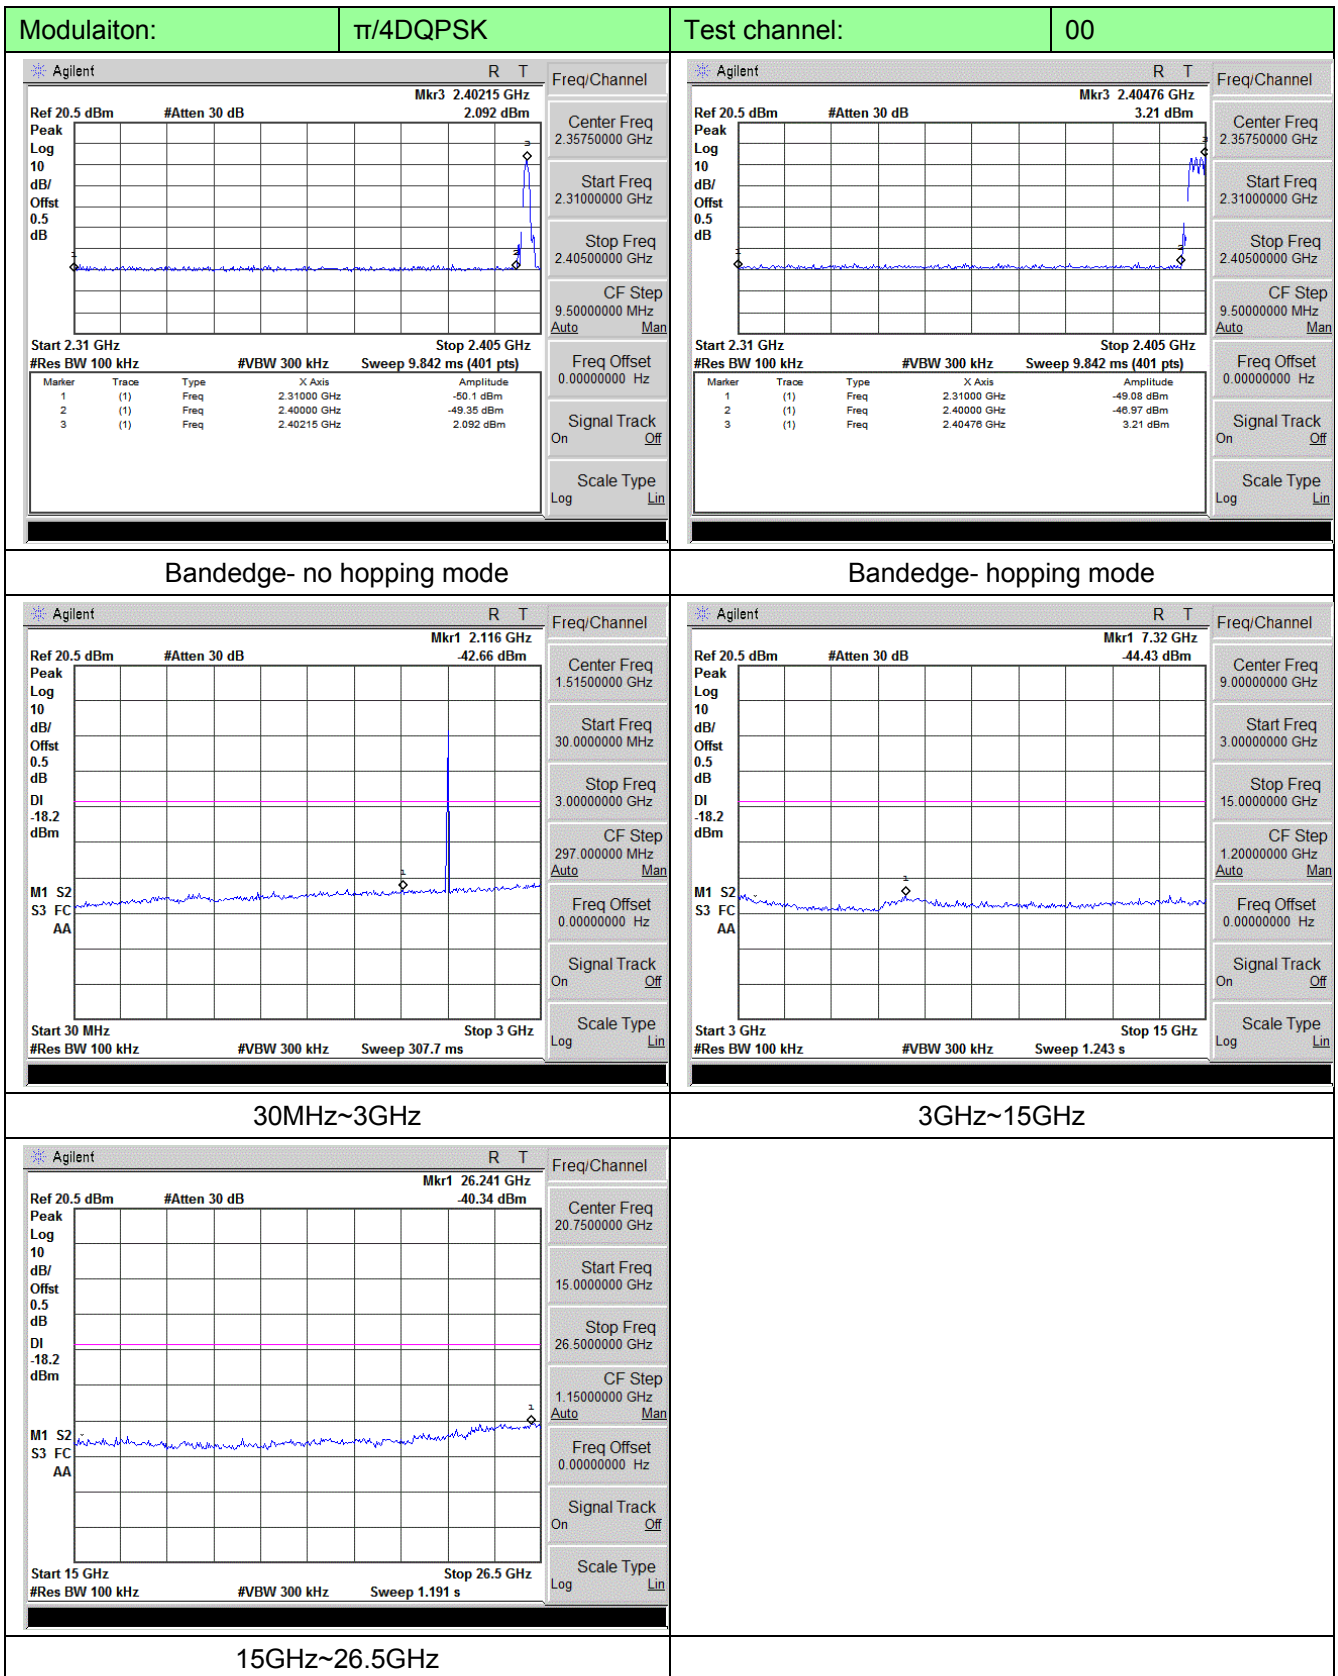 Modulaiton: π/4DQPSK Test channel: 00
Agilent R T Freq/Channel
Mkr3 2.40215 GHz
Ref 20.5 dBm #Atten 30 dB 2.092 dBm
Peak
Log
10
dB/
Offst
0.5
dB
1
2
3
Start 2.31 GHz Stop 2.405 GHz
#Res BW 100 kHz #VBW 300 kHz Sweep 9.842 ms (401 pts)
Marker Trace Type X Axis Amplitude
1 (1) Freq 2.31000 GHz -50.1 dBm
2 (1) Freq 2.40000 GHz -49.35 dBm
3 (1) Freq 2.40215 GHz 2.092 dBm
Center Freq
2.35750000 GHz
Start Freq
2.31000000 GHz
Stop Freq
2.40500000 GHz
CF Step
9.50000000 MHz
Auto Man
Freq Offset
0.00000000 Hz
Signal Track
On Off
Scale Type
Log Lin
Agilent R T Freq/Channel
Mkr3 2.40476 GHz
Ref 20.5 dBm #Atten 30 dB 3.21 dBm
Peak
Log
10
dB/
Offst
0.5
dB
1
2
3
Start 2.31 GHz Stop 2.405 GHz
#Res BW 100 kHz #VBW 300 kHz Sweep 9.842 ms (401 pts)
Marker Trace Type X Axis Amplitude
1 (1) Freq 2.31000 GHz -49.08 dBm
2 (1) Freq 2.40000 GHz -46.97 dBm
3 (1) Freq 2.40476 GHz 3.21 dBm
Center Freq
2.35750000 GHz
Start Freq
2.31000000 GHz
Stop Freq
2.40500000 GHz
CF Step
9.50000000 MHz
Auto Man
Freq Offset
0.00000000 Hz
Signal Track
On Off
Scale Type
Log Lin
Bandedge- no hopping mode Bandedge- hopping mode
Agilent R T Freq/Channel
Mkr1 2.116 GHz
Ref 20.5 dBm #Atten 30 dB -42.66 dBm
Peak
Log
10
dB/
Offst
0.5
dB
DI
-18.2
dBm
1
M1 S2
S3 FC
AA
Start 30 MHz Stop 3 GHz
#Res BW 100 kHz #VBW 300 kHz Sweep 307.7 ms
Center Freq
1.51500000 GHz
Start Freq
30.0000000 MHz
Stop Freq
3.00000000 GHz
CF Step
297.000000 MHz
Auto Man
Freq Offset
0.00000000 Hz
Signal Track
On Off
Scale Type
Log Lin
Agilent R T Freq/Channel
Mkr1 7.32 GHz
Ref 20.5 dBm #Atten 30 dB -44.43 dBm
Peak
Log
10
dB/
Offst
0.5
dB
DI
-18.2
dBm
1
M1 S2
S3 FC
AA
Start 3 GHz Stop 15 GHz
#Res BW 100 kHz #VBW 300 kHz Sweep 1.243 s
Center Freq
9.00000000 GHz
Start Freq
3.00000000 GHz
Stop Freq
15.0000000 GHz
CF Step
1.20000000 GHz
Auto Man
Freq Offset
0.00000000 Hz
Signal Track
On Off
Scale Type
Log Lin
30MHz~3GHz 3GHz~15GHz
Agilent R T Freq/Channel
Mkr1 26.241 GHz
Ref 20.5 dBm #Atten 30 dB -40.34 dBm
Peak
Log
10
dB/
Offst
0.5
dB
DI
-18.2
dBm
1
M1 S2
S3 FC
AA
Start 15 GHz Stop 26.5 GHz
#Res BW 100 kHz #VBW 300 kHz Sweep 1.191 s
Center Freq
20.7500000 GHz
Start Freq
15.0000000 GHz
Stop Freq
26.5000000 GHz
CF Step
1.15000000 GHz
Auto Man
Freq Offset
0.00000000 Hz
Signal Track
On Off
Scale Type
Log Lin
15GHz~26.5GHz